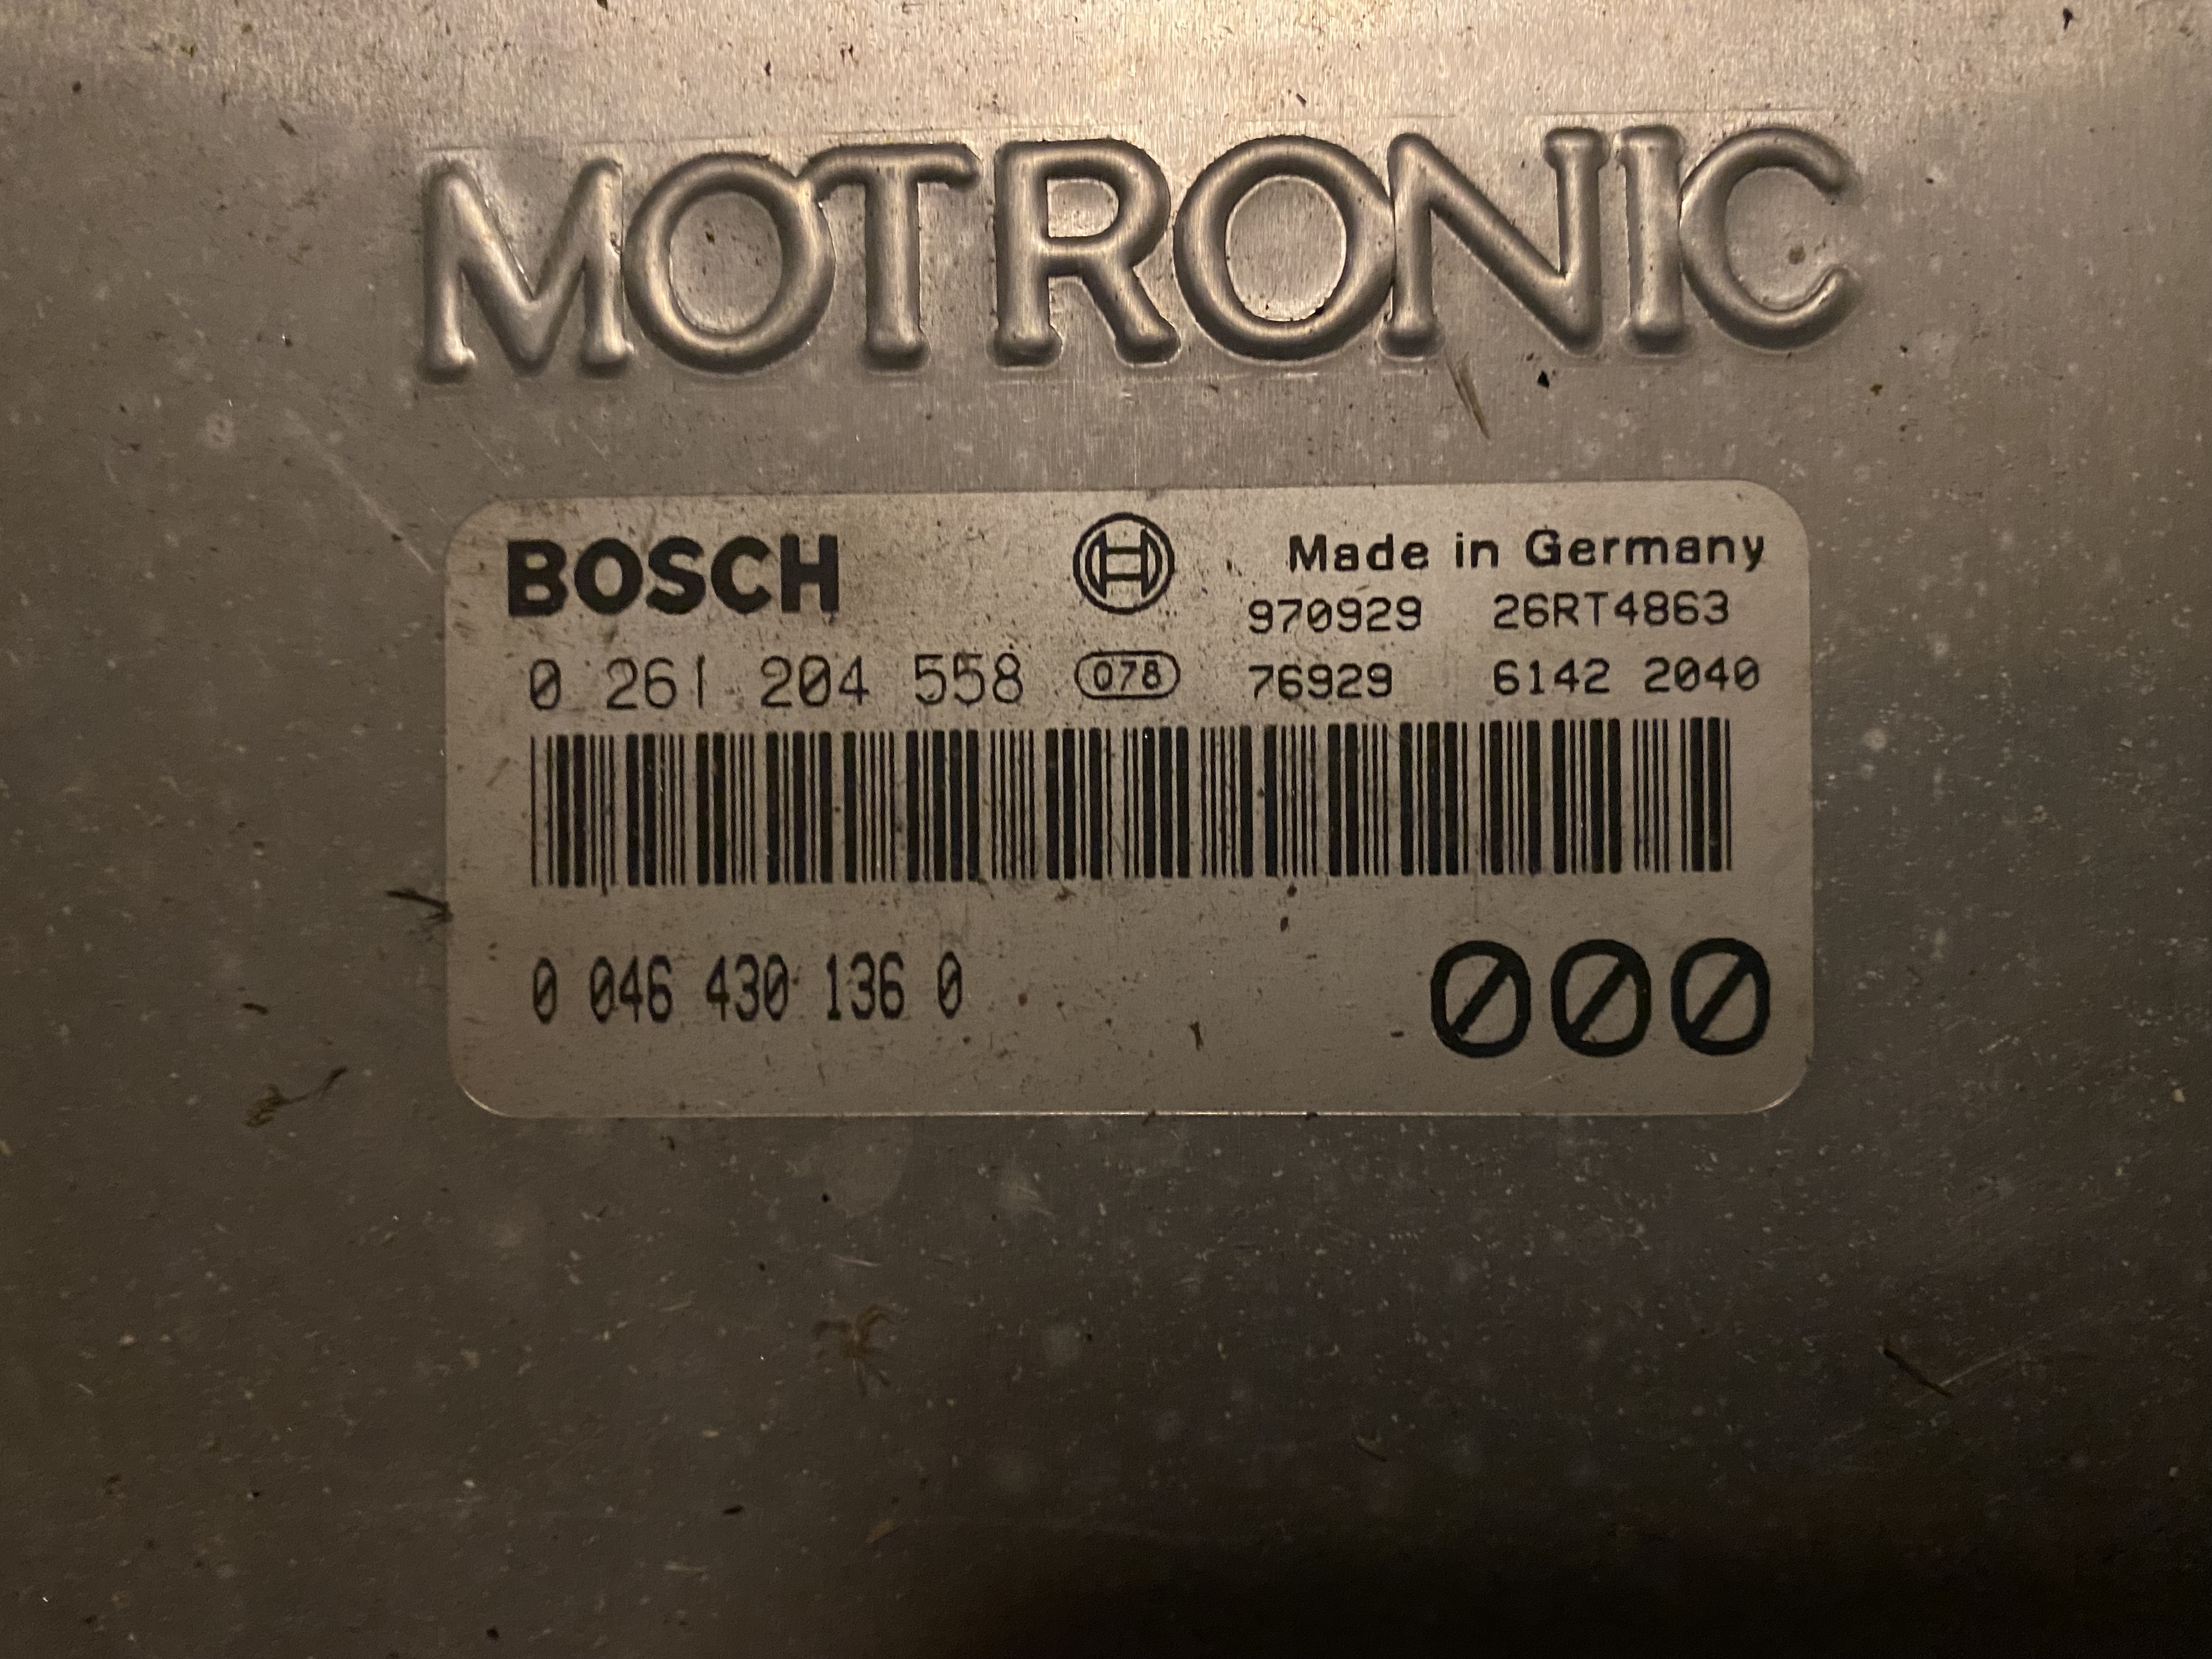 MOTRONIC
BOSCH
Made in Germany
970929 26RT4863
0 261 204 558 078 76929 6142 2040
0 046 430 136 0 000